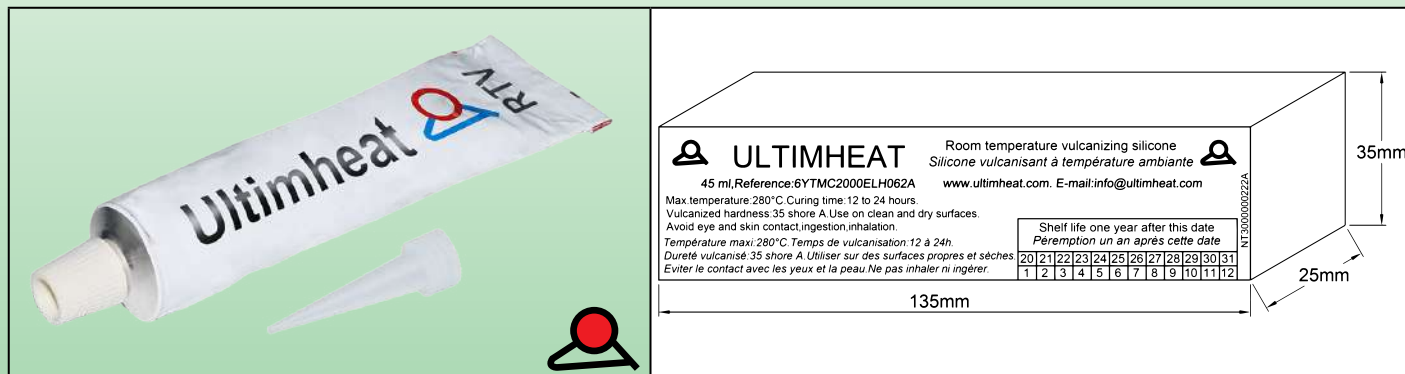 Ultimheat
RTV
ULTIMHEAT
Room temperature vulcanizing silicone
Silicone vulcanisant à température ambiante
45 ml,Reference:6YTMC2000ELH062A
www.ultimheat.com. E-mail:info@ultimheat.com
Max.temperature:280°C.Curing time:12 to 24 hours.
Vulcanized hardness:35 shore A.Use on clean and dry surfaces.
Avoid eye and skin contact,ingestion,inhalation.
Température maxi:280°C.Temps de vulcanisation:12 à 24h.
Dureté vulcanisé:35 shore A.Utiliser sur des surfaces propres et sèches.
Eviter le contact avec les yeux et la peau.Ne pas inhaler ni ingérer.
Shelf life one year after this date
Péremption un an après cette date
20 21 22 23 24 25 26 27 28 29 30 31
1 2 3 4 5 6 7 8 9 10 11 12
NT3000000222A
35mm
25mm
135mm